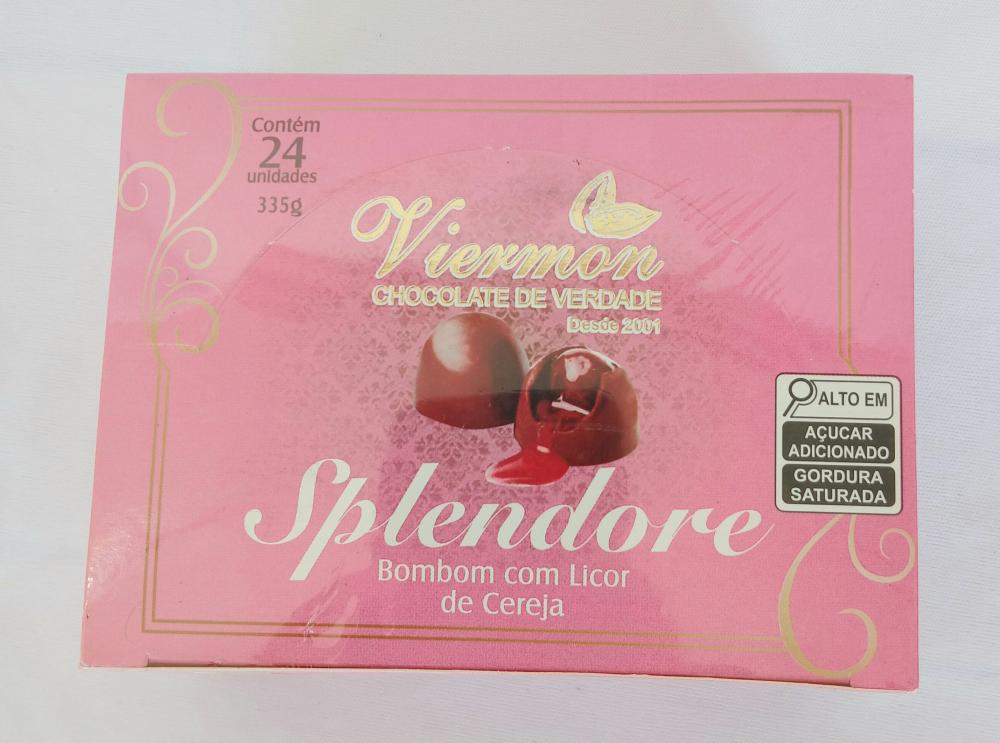 Contém
24
unidades
335g
Viermon
CHOCOLATE DE VERDADE
Desde 2001
Splendore
Bombom com Licor
de Cereja
ALTO EM
AÇUCAR
ADICIONADO
GORDURA
SATURADA